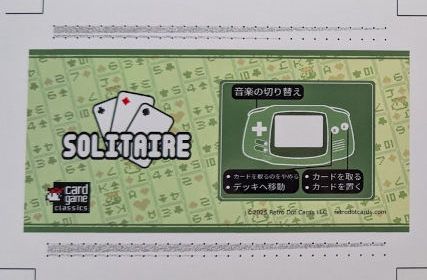 SOLITAIRE
card
game
classics
音楽の切り替え
• カードを取るのをやめる
• デッキへ移動
• カードを取る
• カードを置く
©2025 Retro Dot Cards LLC retrodotcards.com